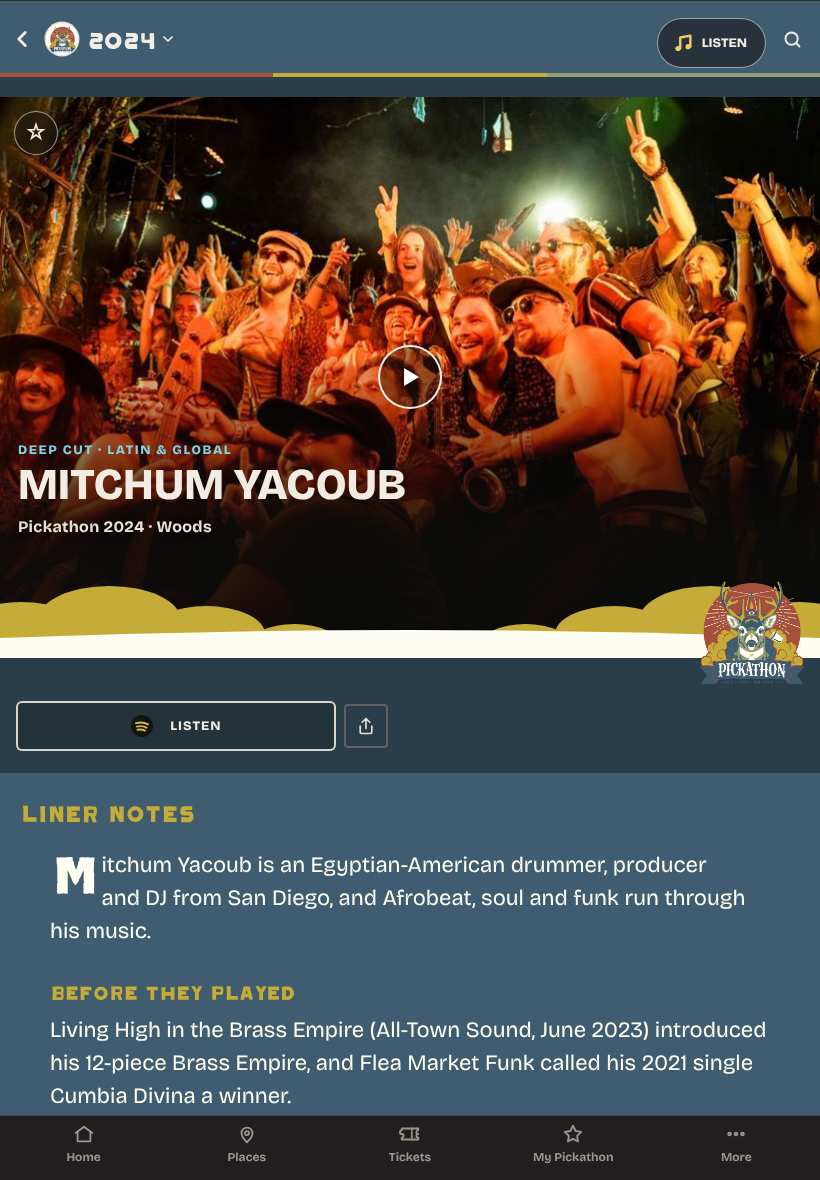 2024
LISTEN
DEEP CUT · LATIN & GLOBAL
MITCHUM YACOUB
Pickathon 2024 · Woods
PICKATHON
LISTEN
LINER NOTES
Mitchum Yacoub is an Egyptian-American drummer, producer
and DJ from San Diego, and Afrobeat, soul and funk run through
his music.
BEFORE THEY PLAYED
Living High in the Brass Empire (All-Town Sound, June 2023) introduced
his 12-piece Brass Empire, and Flea Market Funk called his 2021 single
Cumbia Divina a winner.
Home
Places
Tickets
My Pickathon
More